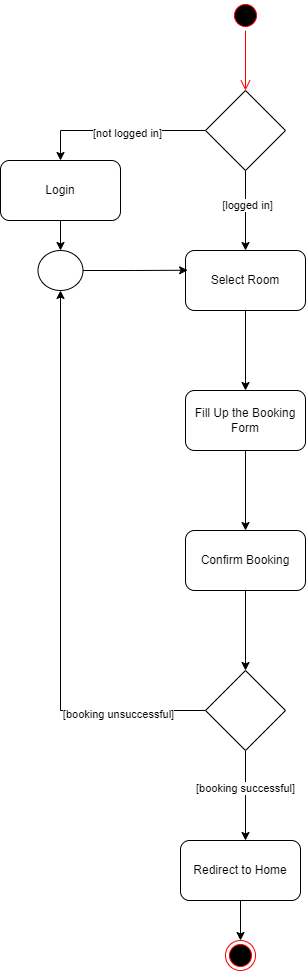 [not logged in]
Login
[logged in]
Select Room
Fill Up the Booking
Form
Confirm Booking
[booking unsuccessful]
[booking successful]
Redirect to Home